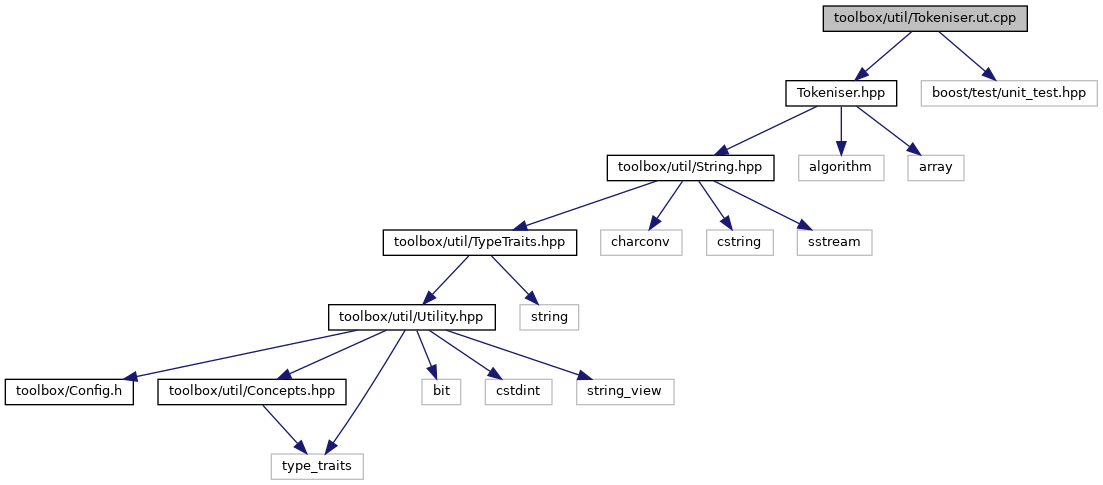 toolbox/util/Tokeniser.ut.cpp
Tokeniser.hpp
boost/test/unit_test.hpp
toolbox/util/String.hpp
algorithm
array
toolbox/util/TypeTraits.hpp
charconv
cstring
sstream
toolbox/util/Utility.hpp
string
toolbox/Config.h
toolbox/util/Concepts.hpp
bit
cstdint
string_view
type_traits